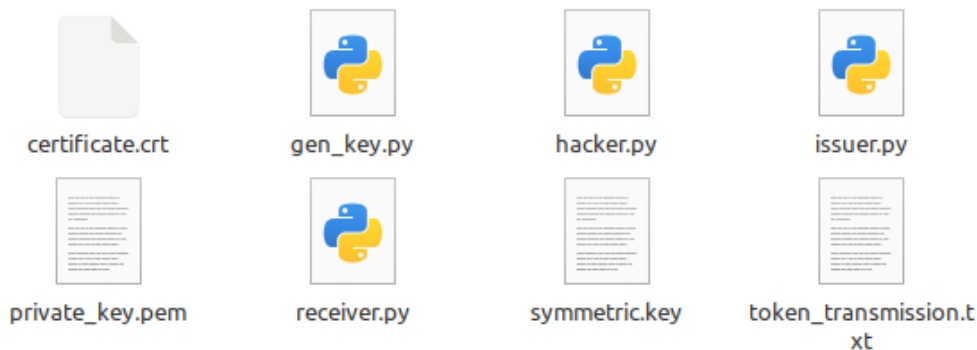 certificate.crt
gen_key.py
hacker.py
issuer.py
private_key.pem
receiver.py
symmetric.key
token_transmission.t
xt